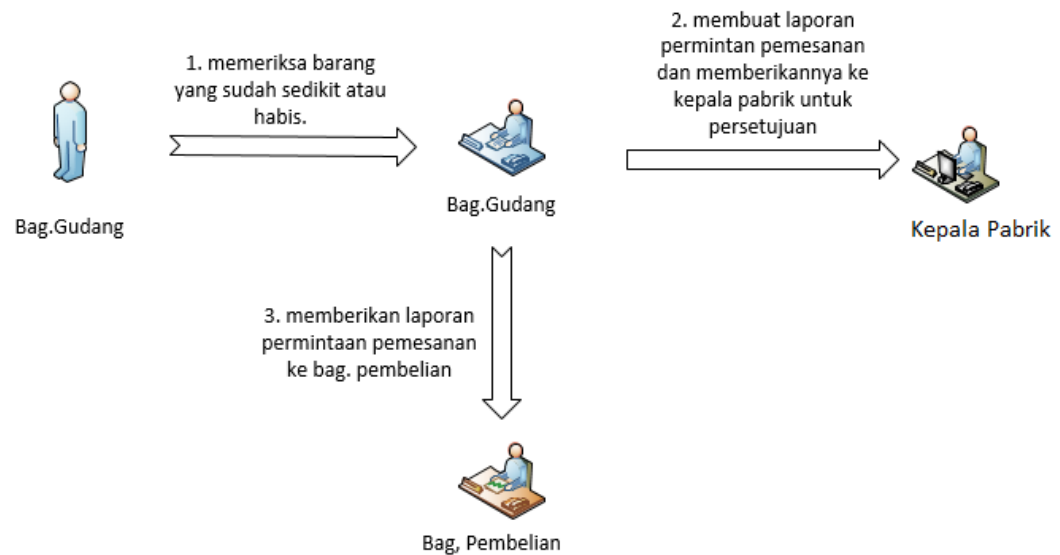 1. memeriksa barang
yang sudah sedikit atau
habis.
2. membuat laporan
permintan pemesanan
dan memberikannya ke
kepala pabrik untuk
persetujuan
Bag.Gudang
Bag.Gudang
Kepala Pabrik
3. memberikan laporan
permintaan pemesanan
ke bag. pembelian
Bag, Pembelian